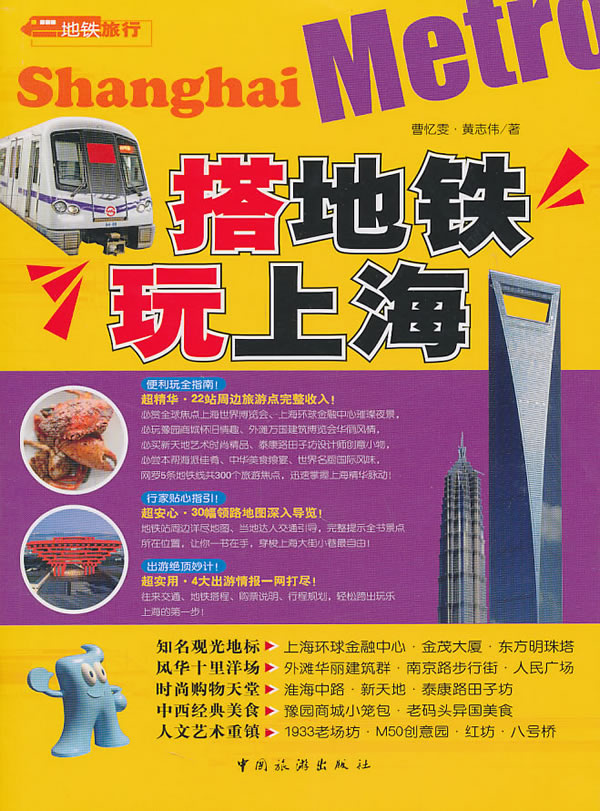 地铁旅行
Shanghai Metro
曹忆雯·黄志伟/著
搭地铁
玩上海
便利玩全指南!
超精华·22站周边旅游点完整收入!
必赏全球焦点上海世界博览会、上海环球金融中心璀璨夜景,
必玩豫园商城怀旧情趣、外滩万国建筑博览会华丽风情,
必买新天地艺术时尚精品、泰康路田子坊设计师创意小物,
必尝本帮海派佳肴、中华美食飨宴、世界名厨国际风味,
网罗5条地铁线共300个旅游焦点,迅速掌握上海精华脉动!
行家贴心指引!
超安心·30幅领路地图深入导览!
地铁站周边详尽地图、当地达人交通引导,完整提示全书景点
所在位置,让你一书在手,穿梭上海大街小巷最自由!
出游绝顶妙计!
超实用·4大出游情报一网打尽!
往来交通、地铁搭程、购票说明、行程规划,轻松跨出玩乐
上海的第一步!
知名观光地标▶上海环球金融中心·金茂大厦·东方明珠塔
风华十里洋场▶外滩华丽建筑群·南京路步行街·人民广场
时尚购物天堂▶淮海中路·新天地·泰康路田子坊
中西经典美食▶豫园商城小笼包·老码头异国美食
人文艺术重镇▶1933老场坊·M50创意园·红坊·八号桥
中国旅游出版社